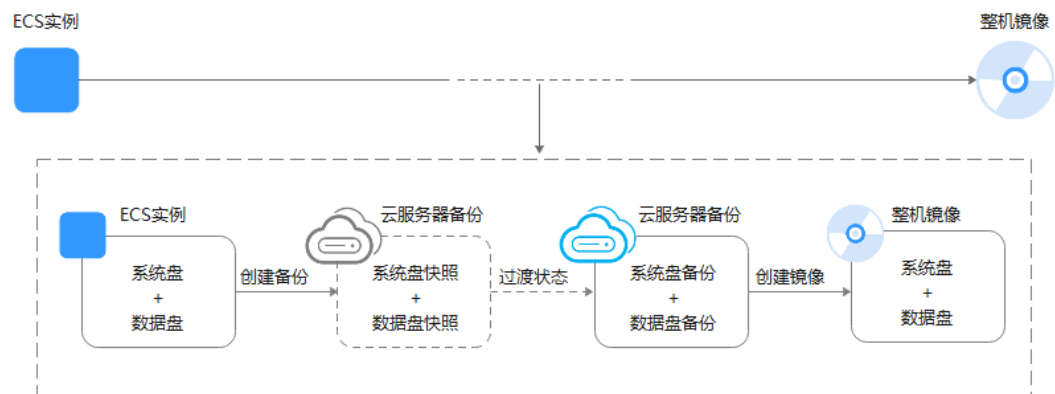 ECS实例
整机镜像
ECS实例
云服务器备份
云服务器备份
整机镜像
系统盘
+
数据盘
创建备份
系统盘快照
+
数据盘快照
过渡状态
系统盘备份
+
数据盘备份
创建镜像
系统盘
+
数据盘